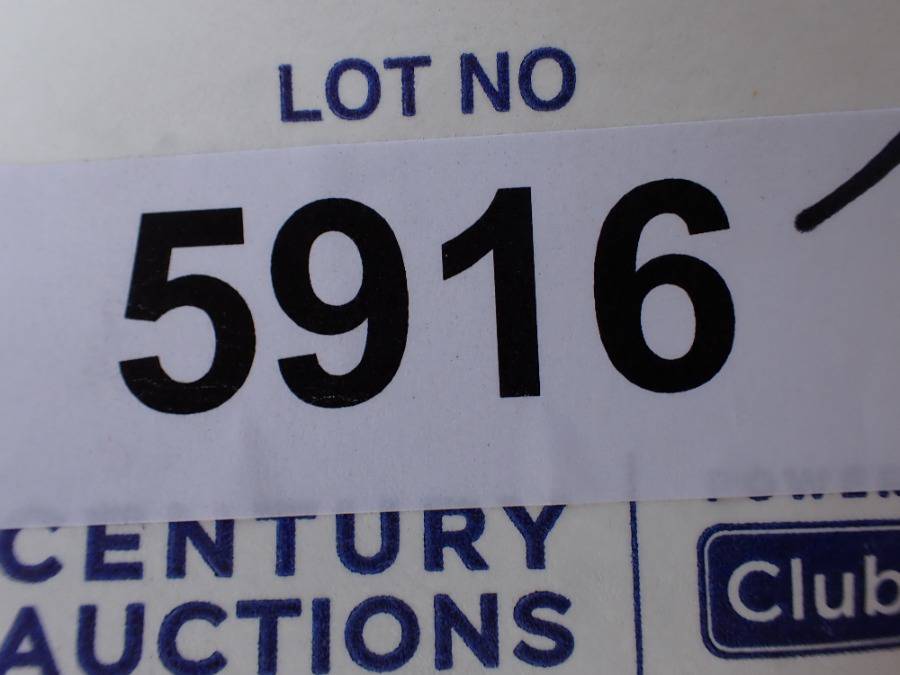 LOT NO
5916
CENTURY
AUCTIONS
Club